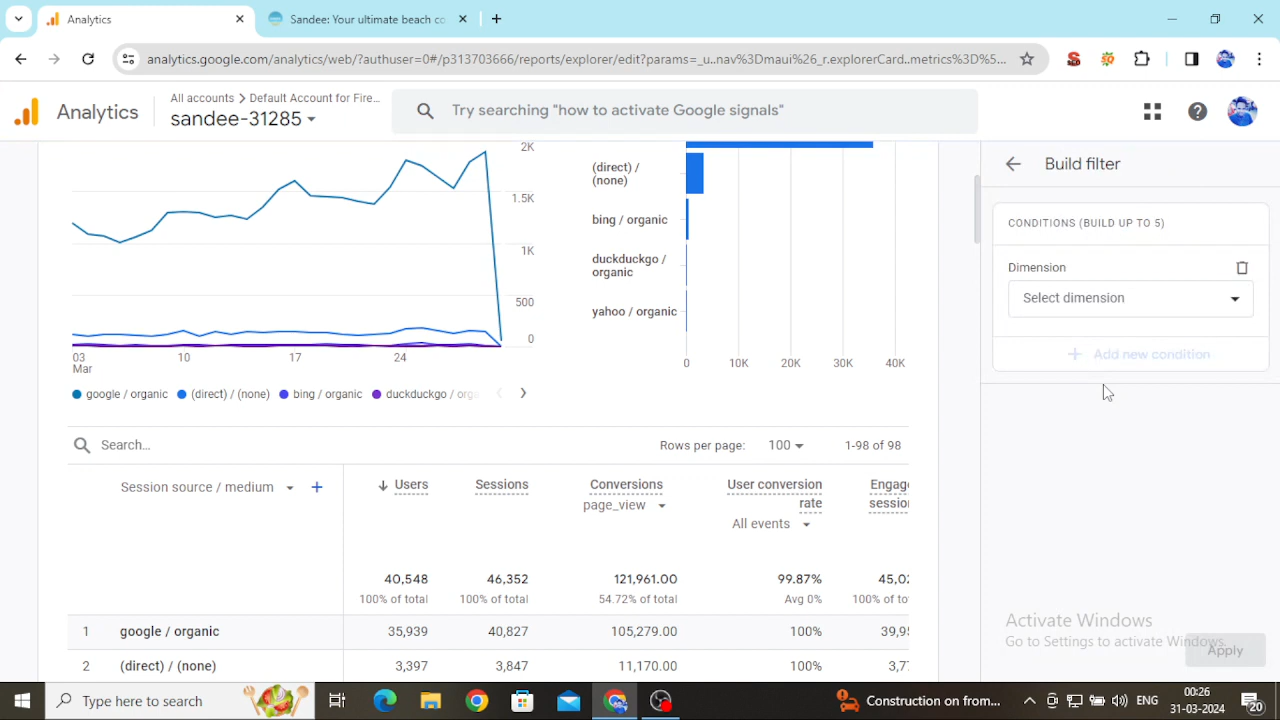 Analytics
Sandee: Your ultimate beach co
analytics.google.com/analytics/web/?authuser=0#/p313703666/reports/explorer/edit?params=_u..nav%3Dmaui%26_r.explorerCard..metrics%3D%5...
Analytics
All accounts > Default Account for Fire...
sandee-31285
Try searching "how to activate Google signals"
Build filter
CONDITIONS (BUILD UP TO 5)
Dimension
Select dimension
+ Add new condition
2K
1.5K
1K
500
0
03
Mar
10
17
24
google / organic
(direct) / (none)
bing / organic
duckduckgo / orga
(direct) /
(none)
bing / organic
duckduckgo /
organic
yahoo / organic
0
10K
20K
30K
40K
Search...
Rows per page:
100
1-98 of 98
Session source / medium
+
Users
Sessions
Conversions
page_view
User conversion
rate
All events
Engag
session
40,548
46,352
121,961.00
99.87%
45,02
100% of total
100% of total
54.72% of total
Avg 0%
100% of to
1
google / organic
35,939
40,827
105,279.00
100%
39,95
2
(direct) / (none)
3,397
3,847
11,170.00
100%
3,77
Activate Windows
Go to Settings to activate Windows.
Apply
Type here to search
Construction on from...
ENG
00:26
31-03-2024
20